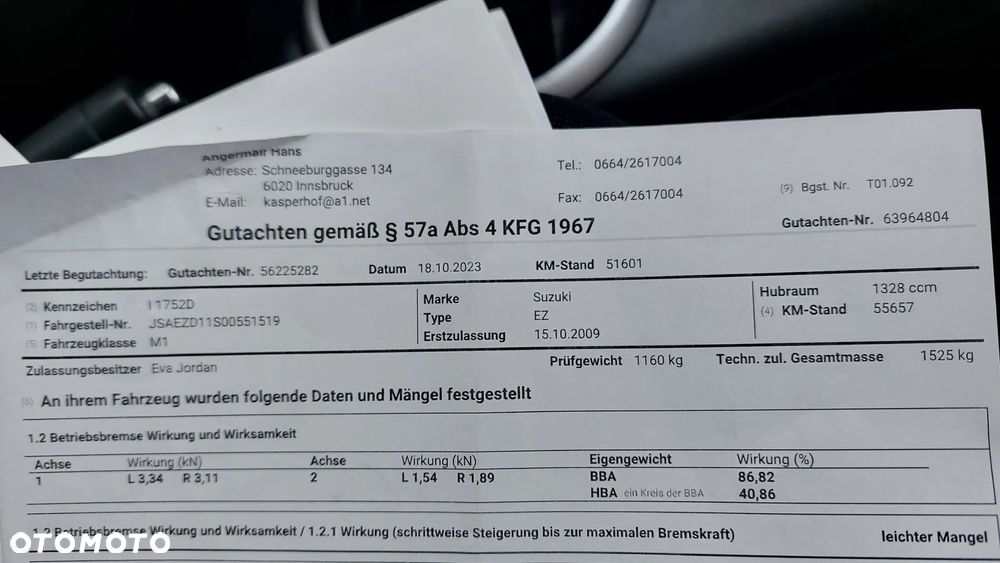 Angermair Hans
Adresse: Schneeburggasse 134
6020 Innsbruck
E-Mail: kasperhof@a1.net
Tel.: 0664/2617004
Fax: 0664/2617004
(9) Bgst. Nr. T01.092
Gutachten-Nr. 63964804
Gutachten gemäß § 57a Abs 4 KFG 1967
Letzte Begutachtung: Gutachten-Nr. 56225282 Datum 18.10.2023 KM-Stand 51601
(2) Kennzeichen I 1752D
(1) Fahrgestell-Nr. JSAEZD11S00551519
(5) Fahrzeugklasse M1
Marke Suzuki
Type EZ
Erstzulassung 15.10.2009
Hubraum 1328 ccm
(4) KM-Stand 55657
Zulassungsbesitzer Eva Jordan
Prüfgewicht 1160 kg Techn. zul. Gesamtmasse 1525 kg
(6) An ihrem Fahrzeug wurden folgende Daten und Mängel festgestellt
1.2 Betriebsbremse Wirkung und Wirksamkeit
Achse Wirkung (kN) Achse Wirkung (kN) Eigengewicht Wirkung (%)
1 L 3,34 R 3,11 2 L 1,54 R 1,89 BBA 86,82
HBA ein Kreis der BBA 40,86
1.2 Betriebsbremse Wirkung und Wirksamkeit / 1.2.1 Wirkung (schrittweise Steigerung bis zur maximalen Bremskraft) leichter Mangel
OTOMOTO